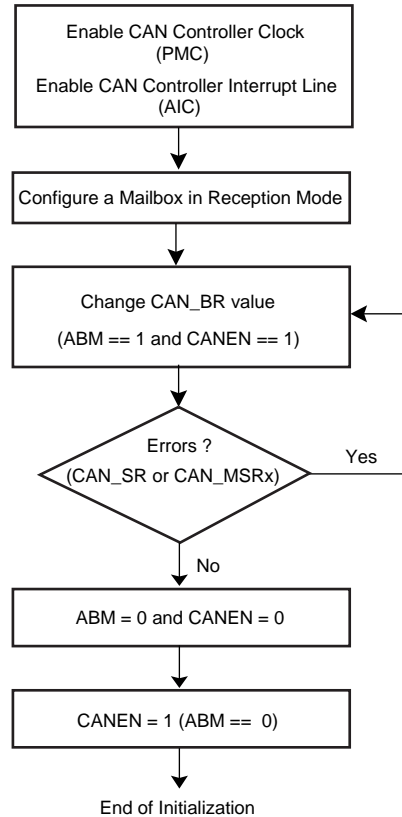 Enable CAN Controller Clock
(PMC)
Enable CAN Controller Interrupt Line
(AIC)
Configure a Mailbox in Reception Mode
Change CAN_BR value
(ABM == 1 and CANEN == 1)
Errors ?
(CAN_SR or CAN_MSRx)
Yes
No
ABM = 0 and CANEN = 0
CANEN = 1 (ABM == 0)
End of Initialization